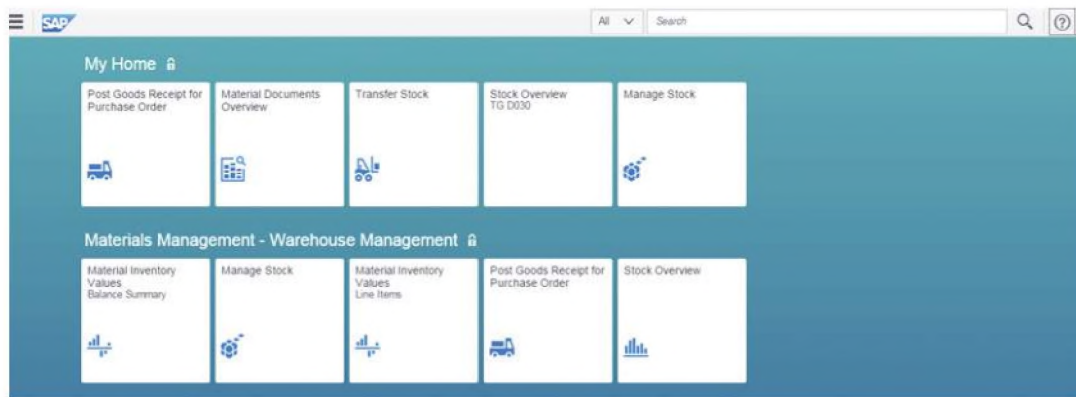 SAP
All
Search
My Home
Post Goods Receipt for
Purchase Order
Material Documents
Overview
Transfer Stock
Stock Overview
TG D030
Manage Stock
Materials Management - Warehouse Management
Material Inventory
Values
Balance Summary
Manage Stock
Material Inventory
Values
Line Items
Post Goods Receipt for
Purchase Order
Stock Overview